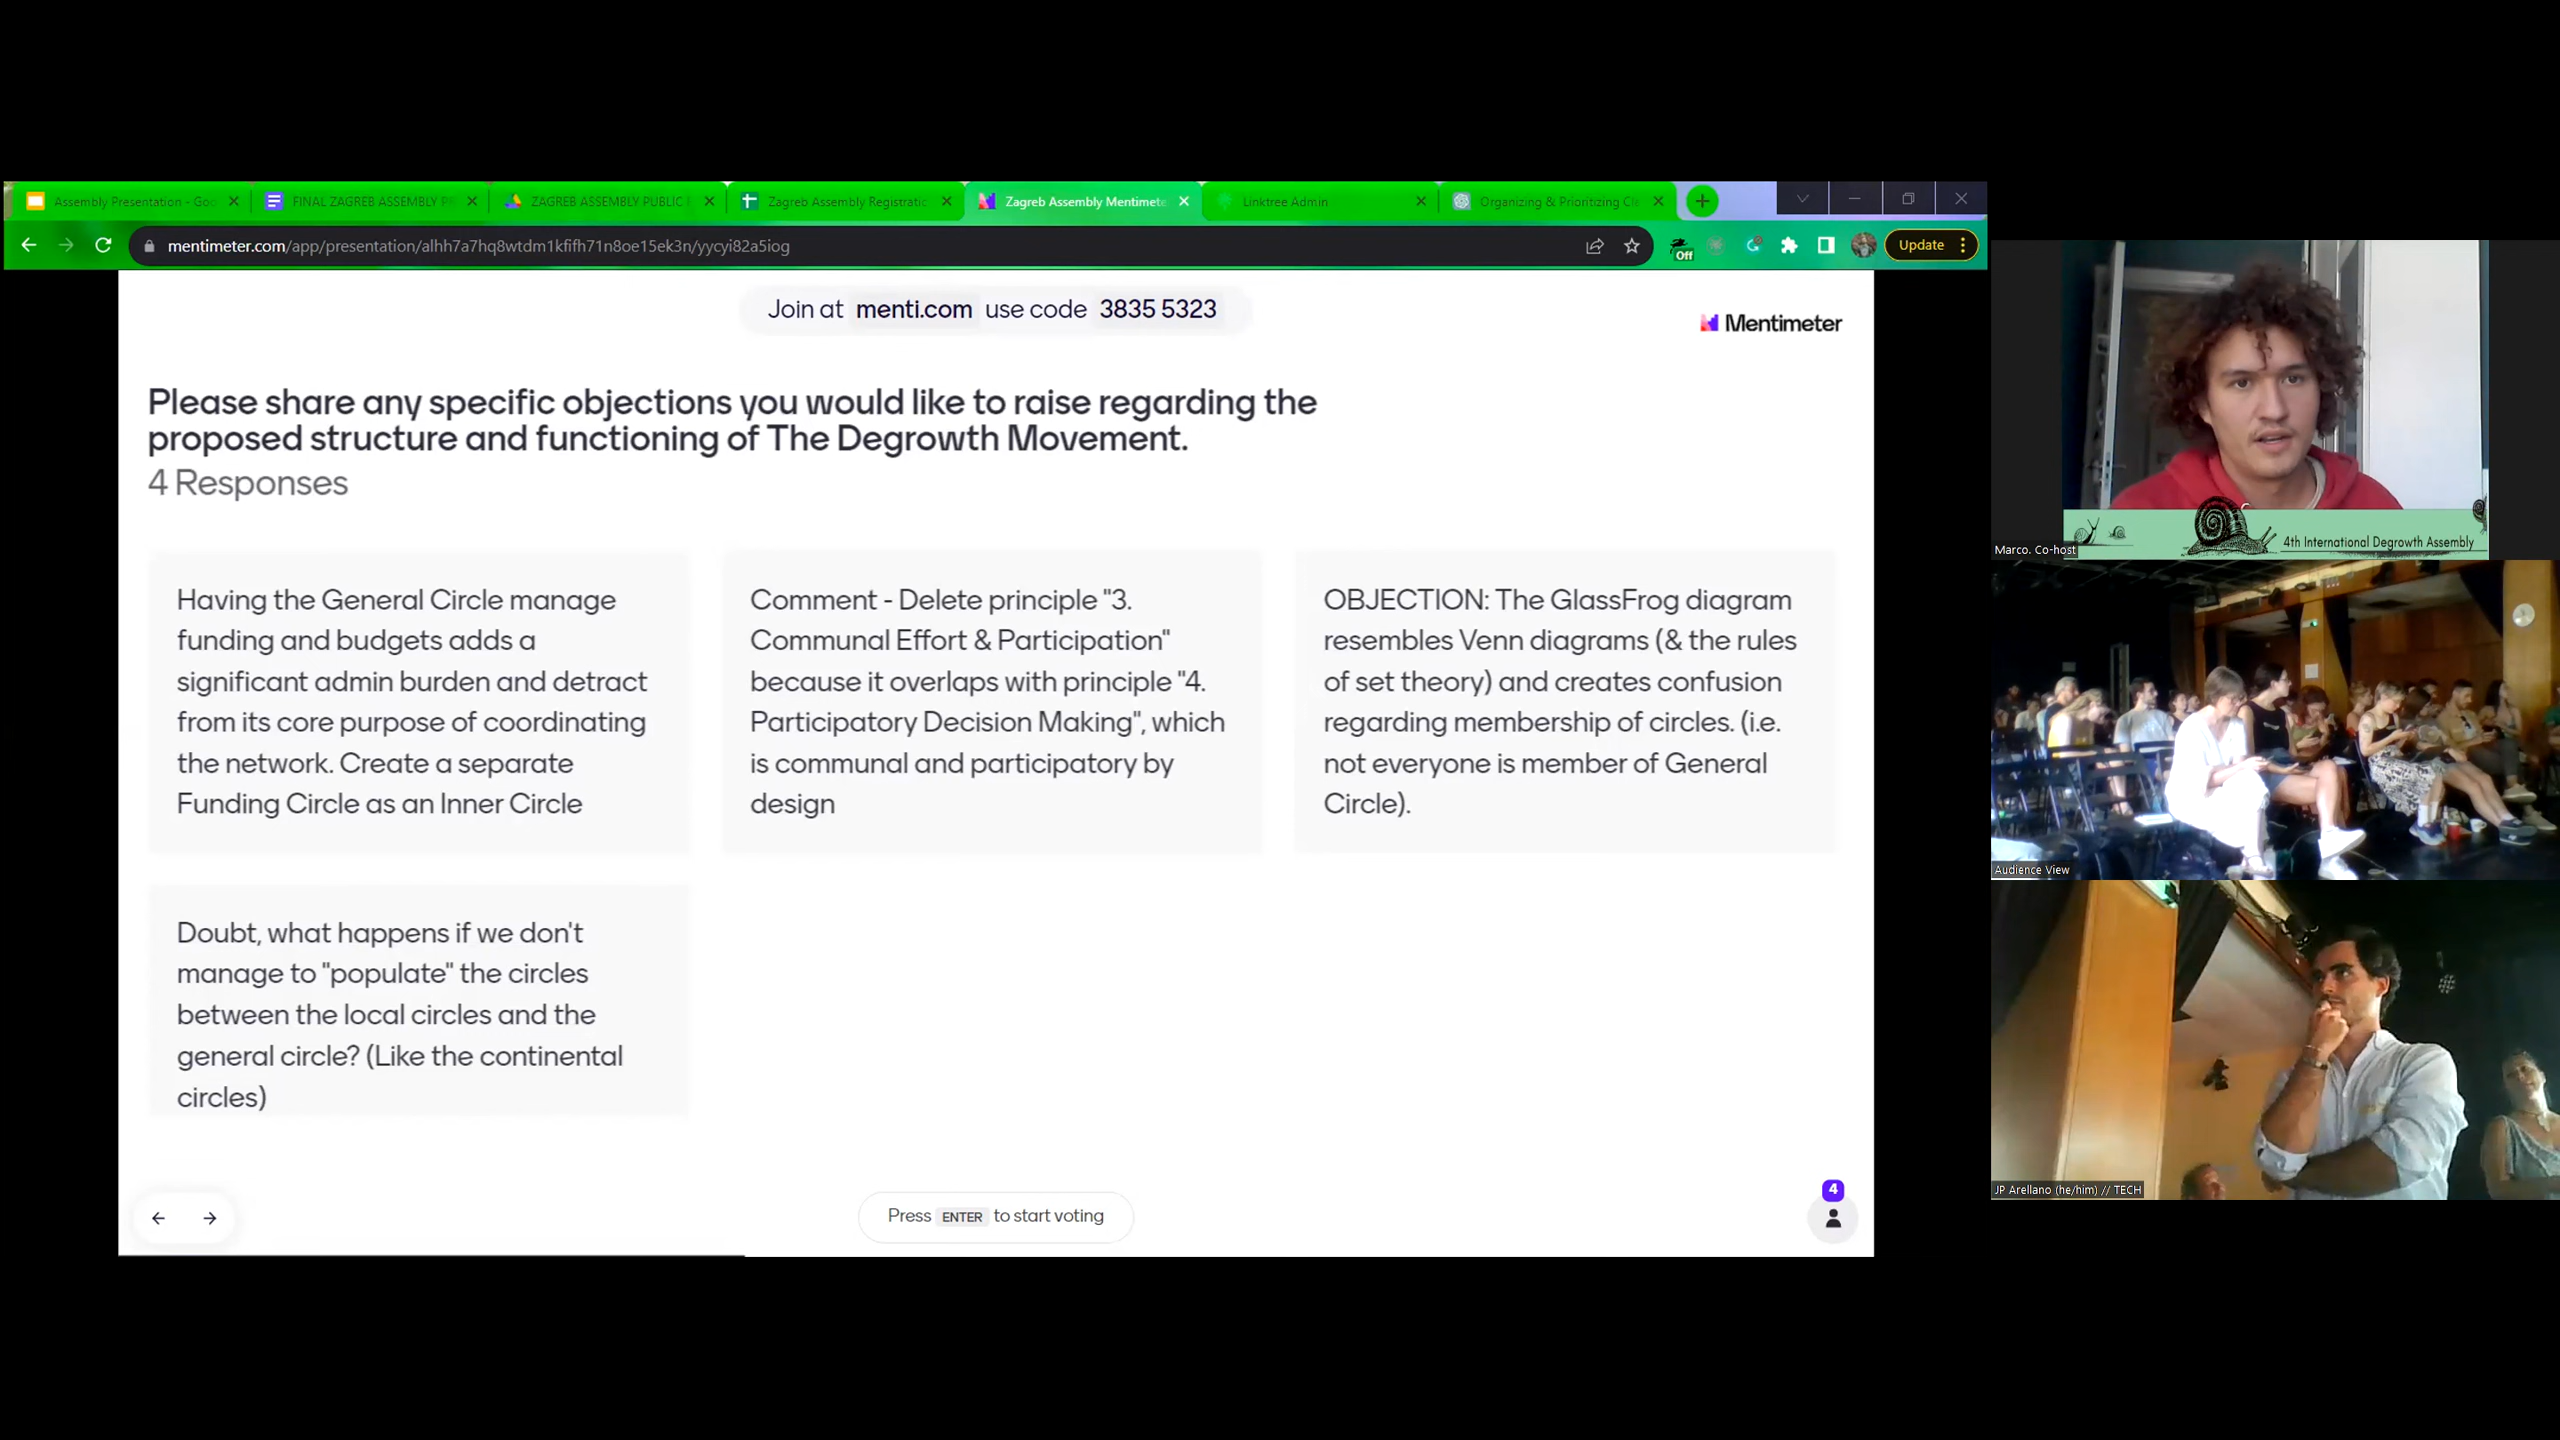 Assembly Presentation - Goo
FINAL ZAGREB ASSEMBLY P
ZAGREB ASSEMBLY PUBLIC
Zagreb Assembly Registratic
Zagreb Assembly Mentimete
Linktree Admin
Organizing & Prioritizing Cl
mentimeter.com/app/presentation/alhh7a7hq8wtdm1kfifh71n8oe15ek3n/yycyi82a5iog
Off
Update
Join at menti.com use code 3835 5323
Mentimeter
Please share any specific objections you would like to raise regarding the
proposed structure and functioning of The Degrowth Movement.
4 Responses
Having the General Circle manage
funding and budgets adds a
significant admin burden and detract
from its core purpose of coordinating
the network. Create a separate
Funding Circle as an Inner Circle
Comment - Delete principle "3.
Communal Effort & Participation"
because it overlaps with principle "4.
Participatory Decision Making", which
is communal and participatory by
design
OBJECTION: The GlassFrog diagram
resembles Venn diagrams (& the rules
of set theory) and creates confusion
regarding membership of circles. (i.e.
not everyone is member of General
Circle).
Doubt, what happens if we don't
manage to "populate" the circles
between the local circles and the
general circle? (Like the continental
circles)
Press ENTER to start voting
4
Marco. Co-host
4th International Degrowth Assembly
Audience View
JP Arellano (he/him) // TECH